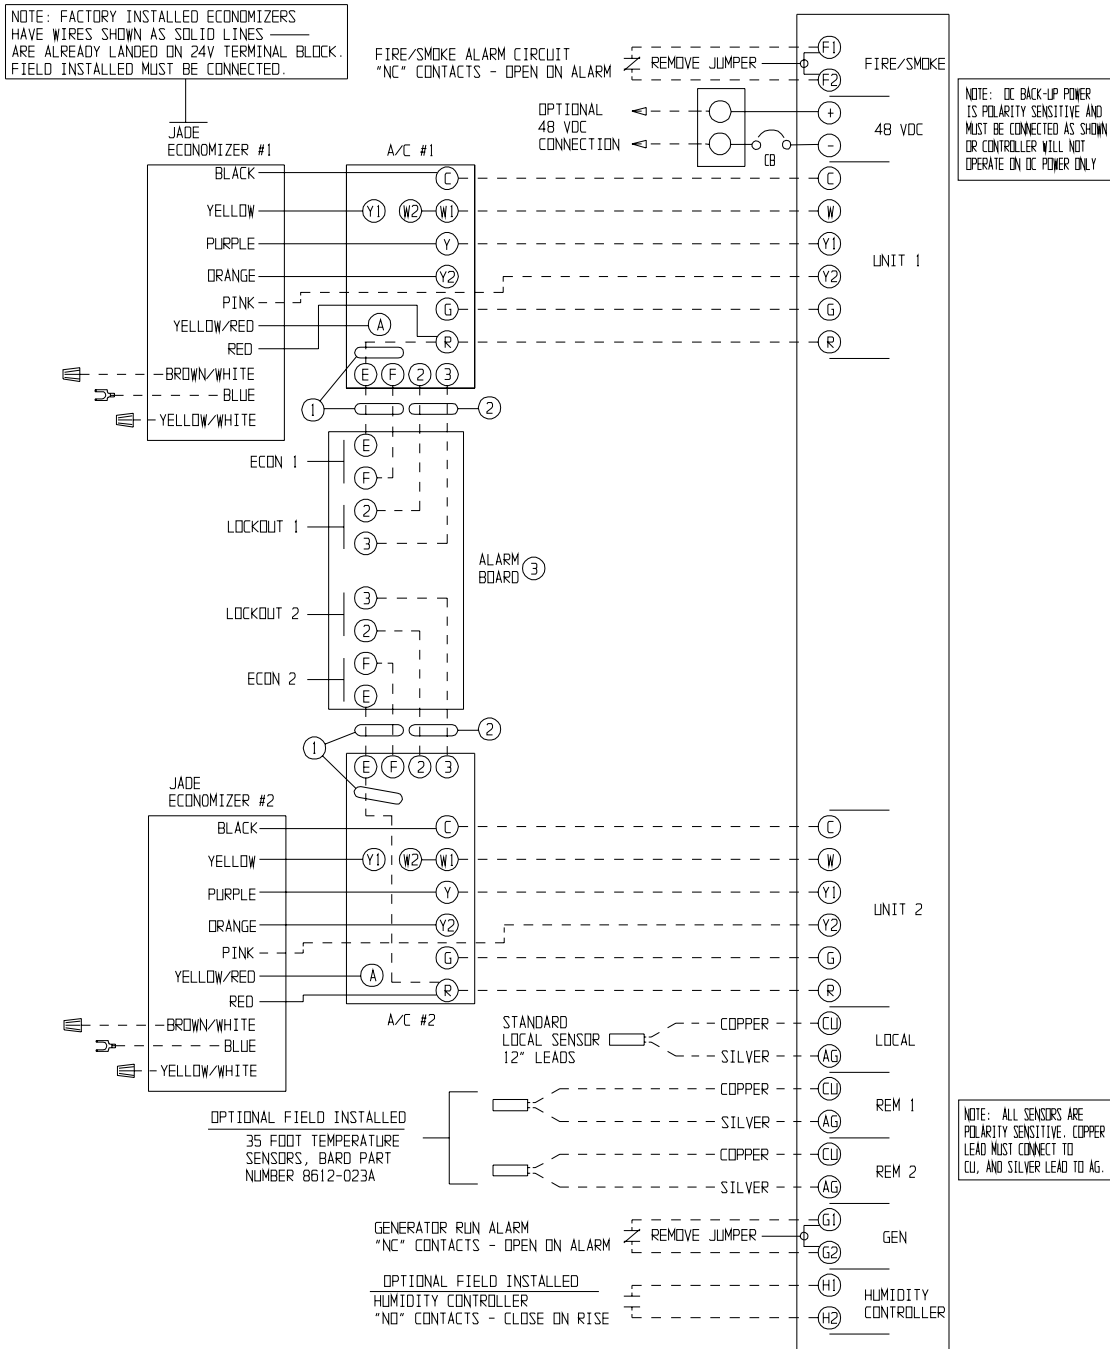 NOTE: FACTORY INSTALLED ECONOMIZERS
HAVE WIRES SHOWN AS SOLID LINES
ARE ALREADY LANDED ON 24V TERMINAL BLOCK.
FIELD INSTALLED MUST BE CONNECTED.
FIRE/SMOKE ALARM CIRCUIT
"NC" CONTACTS - OPEN ON ALARM
REMOVE JUMPER
F1
F2
FIRE/SMOKE
OPTIONAL
48 VDC
CONNECTION
CB
+
-
48 VDC
NOTE: DC BACK-UP POWER
IS POLARITY SENSITIVE AND
MUST BE CONNECTED AS SHOWN
OR CONTROLLER WILL NOT
OPERATE ON DC POWER ONLY
JADE
ECONOMIZER #1
BLACK
YELLOW
PURPLE
ORANGE
PINK
YELLOW/RED
RED
BROWN/WHITE
BLUE
YELLOW/WHITE
A/C #1
C
Y1
W2
W1
Y
Y2
G
A
R
E
F
2
3
C
W
Y1
Y2
G
R
UNIT 1
1
2
ECON 1
E
F
LOCKOUT 1
2
3
ALARM
BOARD
3
LOCKOUT 2
3
2
ECON 2
F
E
1
2
JADE
ECONOMIZER #2
BLACK
YELLOW
PURPLE
ORANGE
PINK
YELLOW/RED
RED
BROWN/WHITE
BLUE
YELLOW/WHITE
E
F
2
3
C
Y1
W2
W1
Y
Y2
G
A
R
A/C #2
C
W
Y1
Y2
G
R
UNIT 2
STANDARD
LOCAL SENSOR
12" LEADS
COPPER
SILVER
CU
AG
LOCAL
OPTIONAL FIELD INSTALLED
35 FOOT TEMPERATURE
SENSORS, BARD PART
NUMBER 8612-023A
COPPER
SILVER
CU
AG
REM 1
COPPER
SILVER
CU
AG
REM 2
NOTE: ALL SENSORS ARE
POLARITY SENSITIVE. COPPER
LEAD MUST CONNECT TO
CU, AND SILVER LEAD TO AG.
GENERATOR RUN ALARM
"NC" CONTACTS - OPEN ON ALARM
REMOVE JUMPER
G1
G2
GEN
OPTIONAL FIELD INSTALLED
HUMIDITY CONTROLLER
"NO" CONTACTS - CLOSE ON RISE
H1
H2
HUMIDITY
CONTROLLER